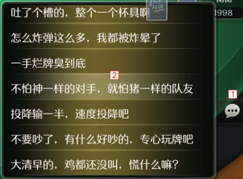 吐了个槽的，整个一个杯具啊
1998
怎么炸弹这么多，我都被炸晕了
一手烂牌臭到底
2
1
不怕神一样的对手，就怕猪一样的队友
投降输一半，速度投降吧
不要吵了，有什么好吵的，专心玩牌吧
大清早的，鸡都还没叫，慌什么嘛？